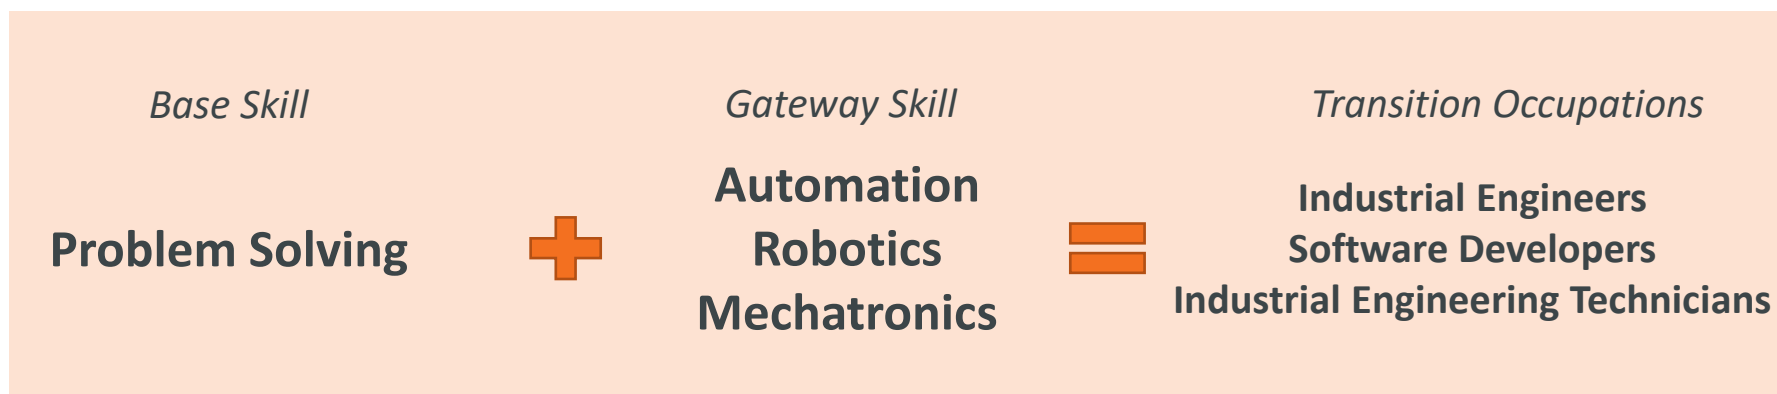 Base Skill
Problem Solving
Gateway Skill
Automation
Robotics
Mechatronics
Transition Occupations
Industrial Engineers
Software Developers
Industrial Engineering Technicians